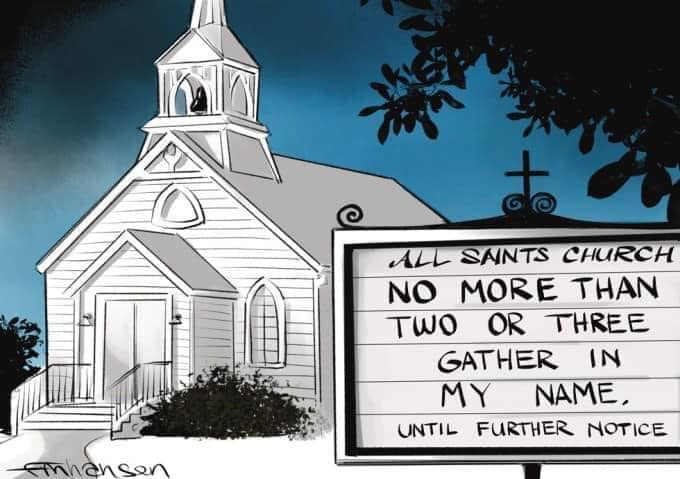 ALL SAINTS CHURCH
NO MORE THAN
TWO OR THREE
GATHER IN
MY NAME,
UNTIL FURTHER NOTICE